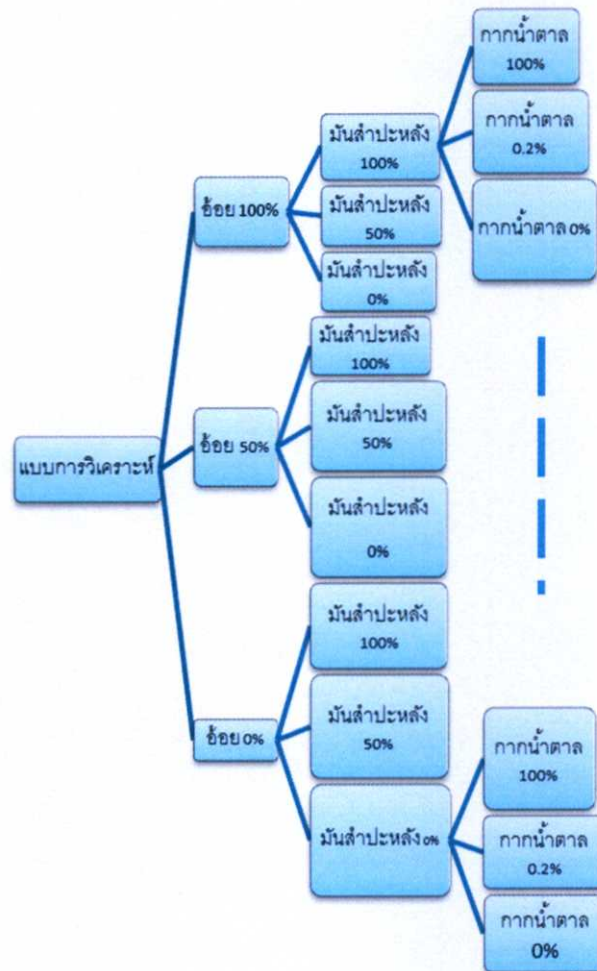 กากน้ำตาล
100%
กากน้ำตาล
0.2%
กากน้ำตาล 0%
มันสำปะหลัง
100%
มันสำปะหลัง
50%
มันสำปะหลัง
0%
อ้อย 100%
มันสำปะหลัง
100%
มันสำปะหลัง
50%
มันสำปะหลัง
0%
อ้อย 50%
แบบการวิเคราะห์
มันสำปะหลัง
100%
มันสำปะหลัง
50%
มันสำปะหลัง 0%
อ้อย 0%
กากน้ำตาล
100%
กากน้ำตาล
0.2%
กากน้ำตาล
0%